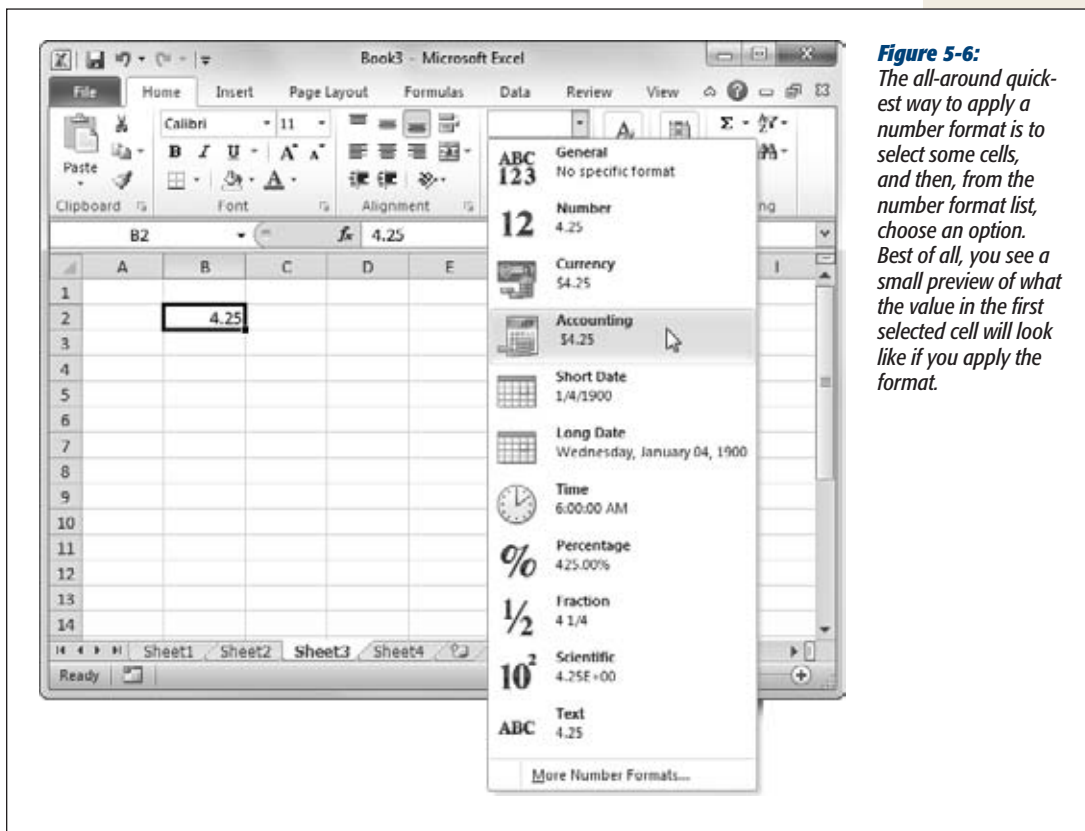 Book3 - Microsoft Excel
File Home Insert Page Layout Formulas Data Review View
Calibri 11
Paste
B I U
Clipboard Font Alignment
B2 fx 4.25
A B C D E I
1
2 4.25
3
4
5
6
7
8
9
10
11
12
13
14
Sheet1 Sheet2 Sheet3 Sheet4
Ready
ABC 123 General
No specific format
12 Number
4.25
Currency
$4.25
Accounting
$4.25
Short Date
1/4/1900
Long Date
Wednesday, January 04, 1900
Time
6:00:00 AM
% Percentage
425.00%
1/2 Fraction
4 1/4
10² Scientific
4.25E+00
ABC Text
4.25
More Number Formats...
Figure 5-6:
The all-around quick-
est way to apply a
number format is to
select some cells,
and then, from the
number format list,
choose an option.
Best of all, you see a
small preview of what
the value in the first
selected cell will look
like if you apply the
format.